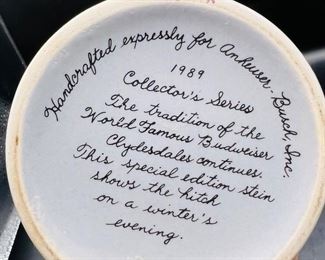 Handcrafted expressly for Anheuser-Busch Inc.
1989
Collector's Series
The tradition of the
World Famous Budweiser
Clydesdales continues.
This special edition stein
shows the hitch
on a winter's
evening.